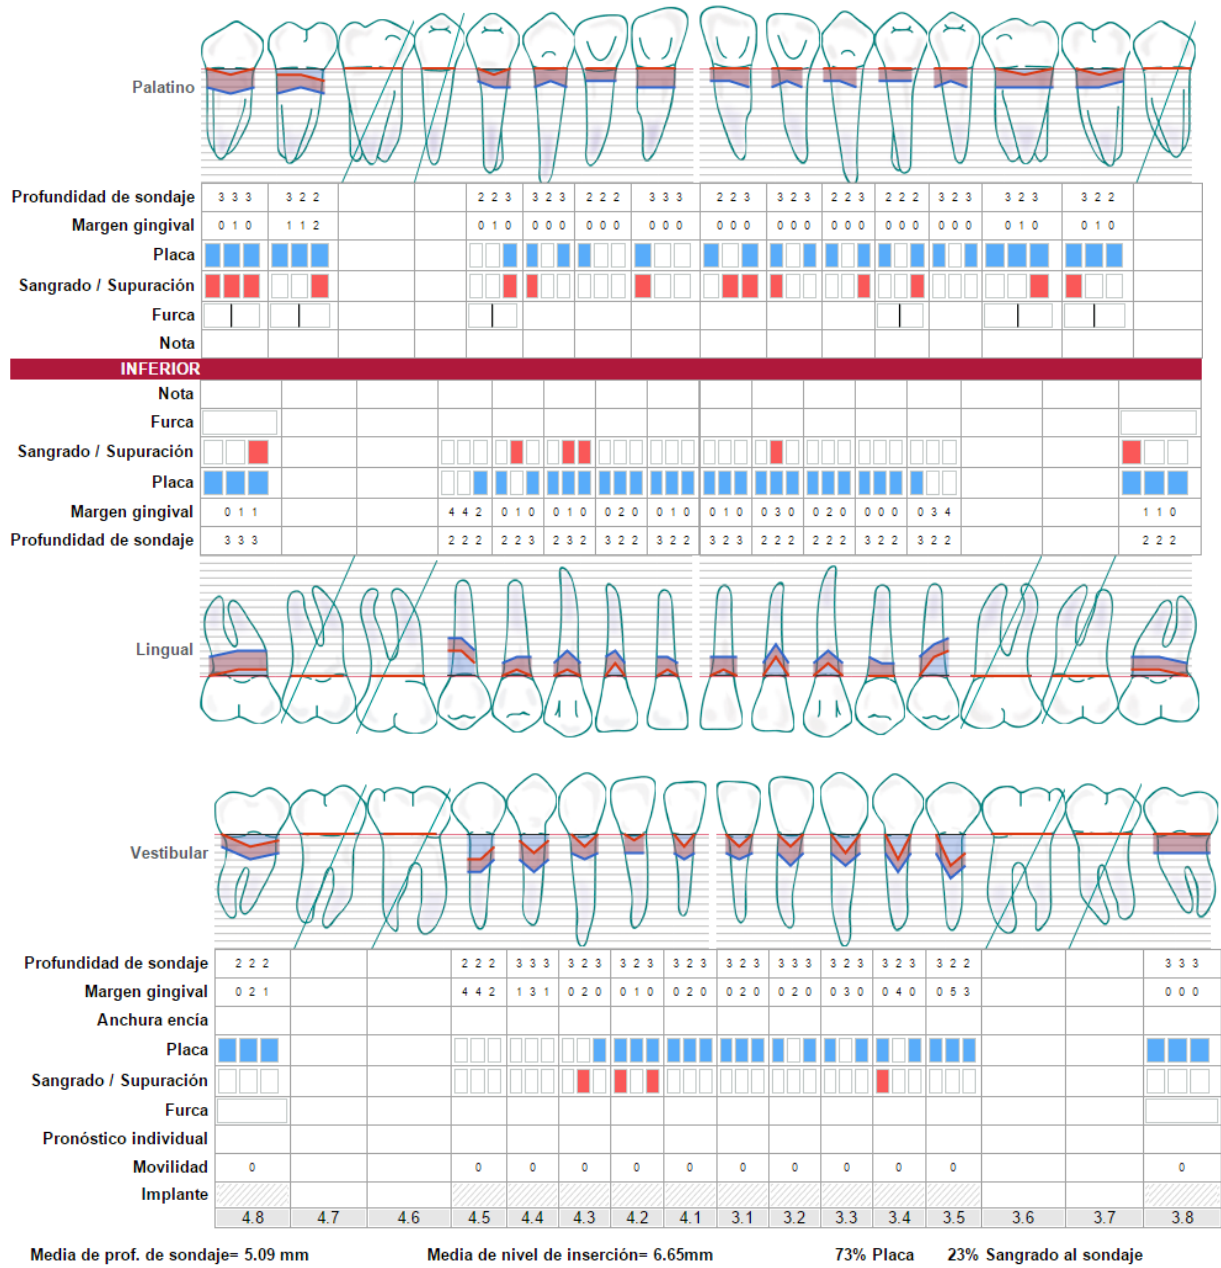 Palatino
Profundidad de sondaje 3 3 3 3 2 2 2 2 3 3 2 3 2 2 2 3 3 3 2 2 3 3 2 3 2 2 3 2 2 2 3 2 3 3 2 3 3 2 2
Margen gingival 0 1 0 1 1 2 0 1 0 0 0 0 0 0 0 0 0 0 0 0 0 0 0 0 0 0 0 0 0 0 0 0 0 0 1 0 0 1 0
Placa
Sangrado / Supuración
Furca
Nota
INFERIOR
Nota
Furca
Sangrado / Supuración
Placa
Margen gingival 0 1 1 4 4 2 0 1 0 0 1 0 0 2 0 0 1 0 0 1 0 0 3 0 0 2 0 0 0 0 0 3 4 1 1 0
Profundidad de sondaje 3 3 3 2 2 2 2 2 3 2 3 2 3 2 2 3 2 2 3 2 3 2 2 2 2 2 2 3 2 2 3 2 2 2 2 2
Lingual
Vestibular
Profundidad de sondaje 2 2 2 2 2 2 3 3 3 3 2 3 3 2 3 3 2 3 3 2 3 3 3 3 3 2 3 3 2 3 3 2 2 3 3 3
Margen gingival 0 2 1 4 4 2 1 3 1 0 2 0 0 1 0 0 2 0 0 2 0 0 2 0 0 3 0 0 4 0 0 5 3 0 0 0
Anchura encía
Placa
Sangrado / Supuración
Furca
Pronóstico individual
Movilidad 0 0 0 0 0 0 0 0 0 0 0 0
Implante
4.8 4.7 4.6 4.5 4.4 4.3 4.2 4.1 3.1 3.2 3.3 3.4 3.5 3.6 3.7 3.8
Media de prof. de sondaje= 5.09 mm Media de nivel de inserción= 6.65mm 73% Placa 23% Sangrado al sondaje